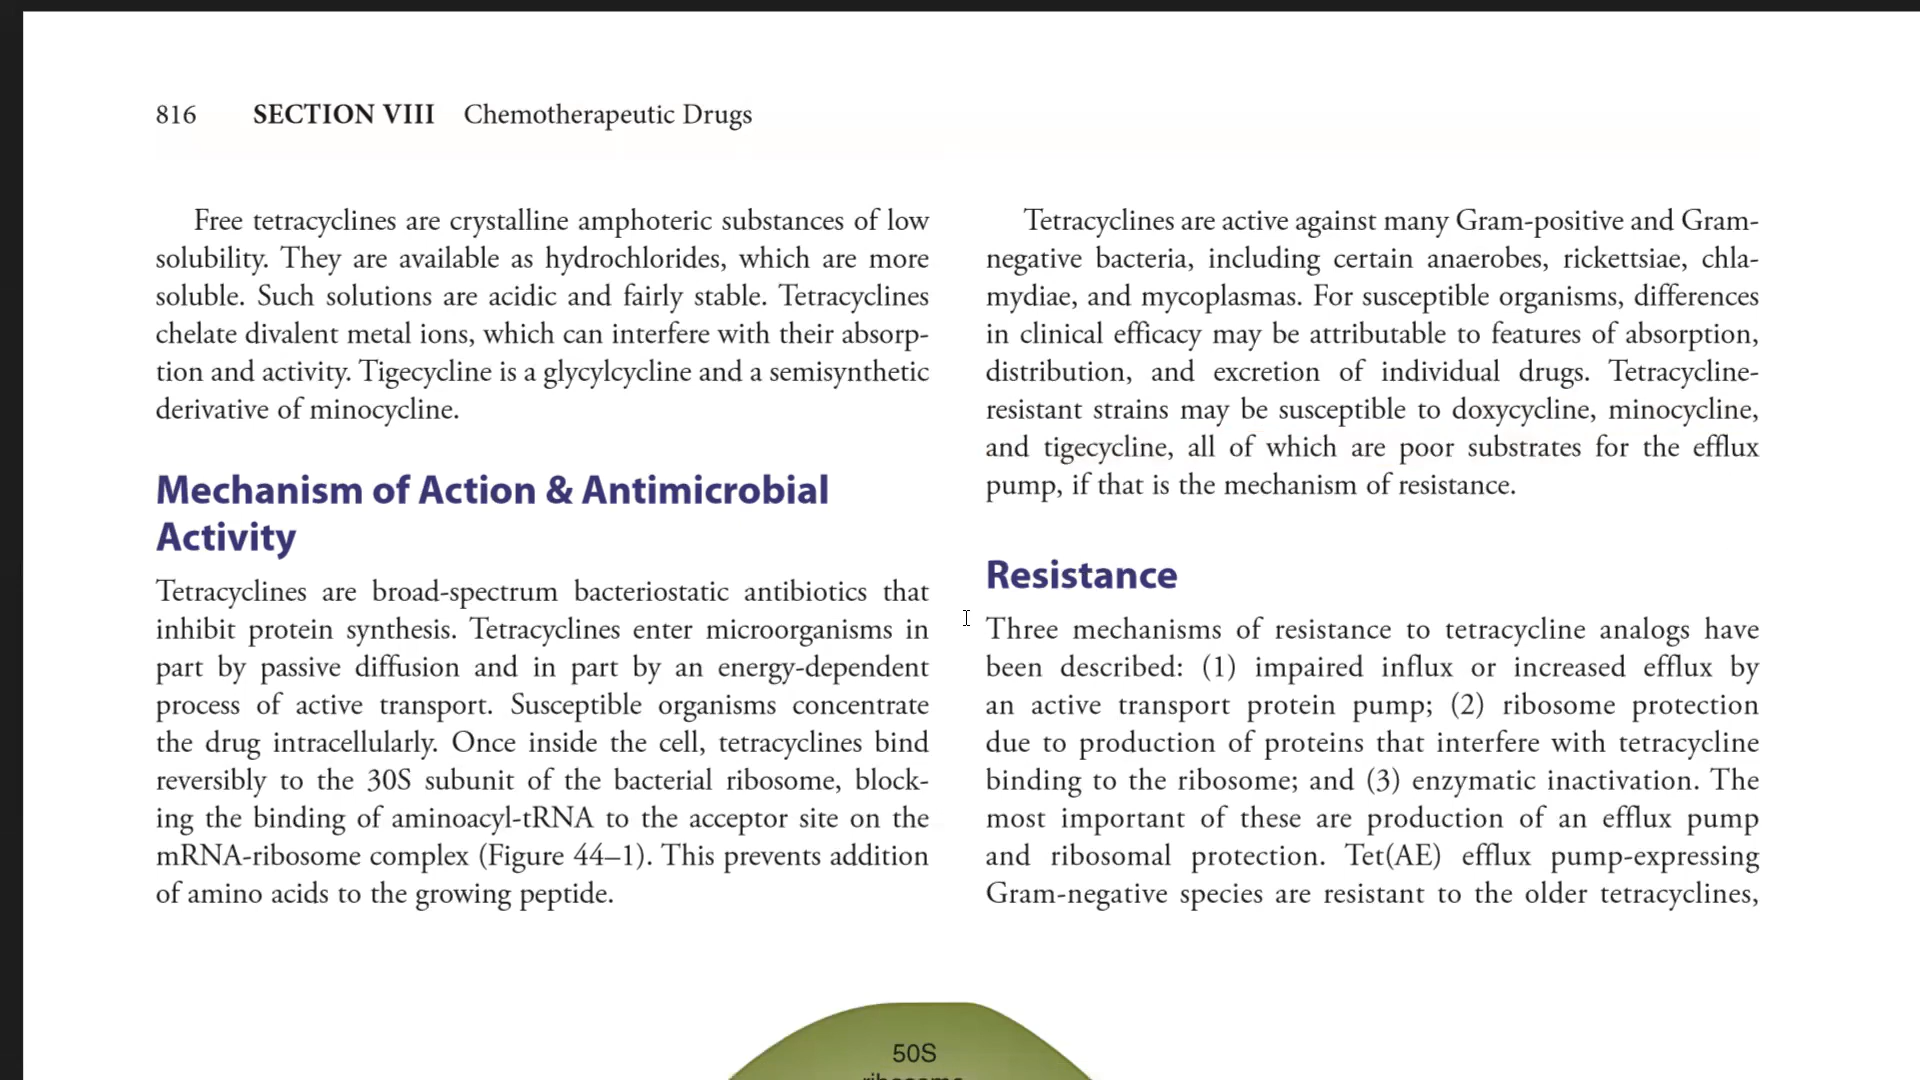 816 SECTION VIII Chemotherapeutic Drugs
Free tetracyclines are crystalline amphoteric substances of low
solubility. They are available as hydrochlorides, which are more
soluble. Such solutions are acidic and fairly stable. Tetracyclines
chelate divalent metal ions, which can interfere with their absorp-
tion and activity. Tigecycline is a glycylcycline and a semisynthetic
derivative of minocycline.
Mechanism of Action & Antimicrobial
Activity
Tetracyclines are broad-spectrum bacteriostatic antibiotics that
inhibit protein synthesis. Tetracyclines enter microorganisms in
part by passive diffusion and in part by an energy-dependent
process of active transport. Susceptible organisms concentrate
the drug intracellularly. Once inside the cell, tetracyclines bind
reversibly to the 30S subunit of the bacterial ribosome, block-
ing the binding of aminoacyl-tRNA to the acceptor site on the
mRNA-ribosome complex (Figure 44–1). This prevents addition
of amino acids to the growing peptide.
Tetracyclines are active against many Gram-positive and Gram-
negative bacteria, including certain anaerobes, rickettsiae, chla-
mydiae, and mycoplasmas. For susceptible organisms, differences
in clinical efficacy may be attributable to features of absorption,
distribution, and excretion of individual drugs. Tetracycline-
resistant strains may be susceptible to doxycycline, minocycline,
and tigecycline, all of which are poor substrates for the efflux
pump, if that is the mechanism of resistance.
Resistance
Three mechanisms of resistance to tetracycline analogs have
been described: (1) impaired influx or increased efflux by
an active transport protein pump; (2) ribosome protection
due to production of proteins that interfere with tetracycline
binding to the ribosome; and (3) enzymatic inactivation. The
most important of these are production of an efflux pump
and ribosomal protection. Tet(AE) efflux pump-expressing
Gram-negative species are resistant to the older tetracyclines,
50S